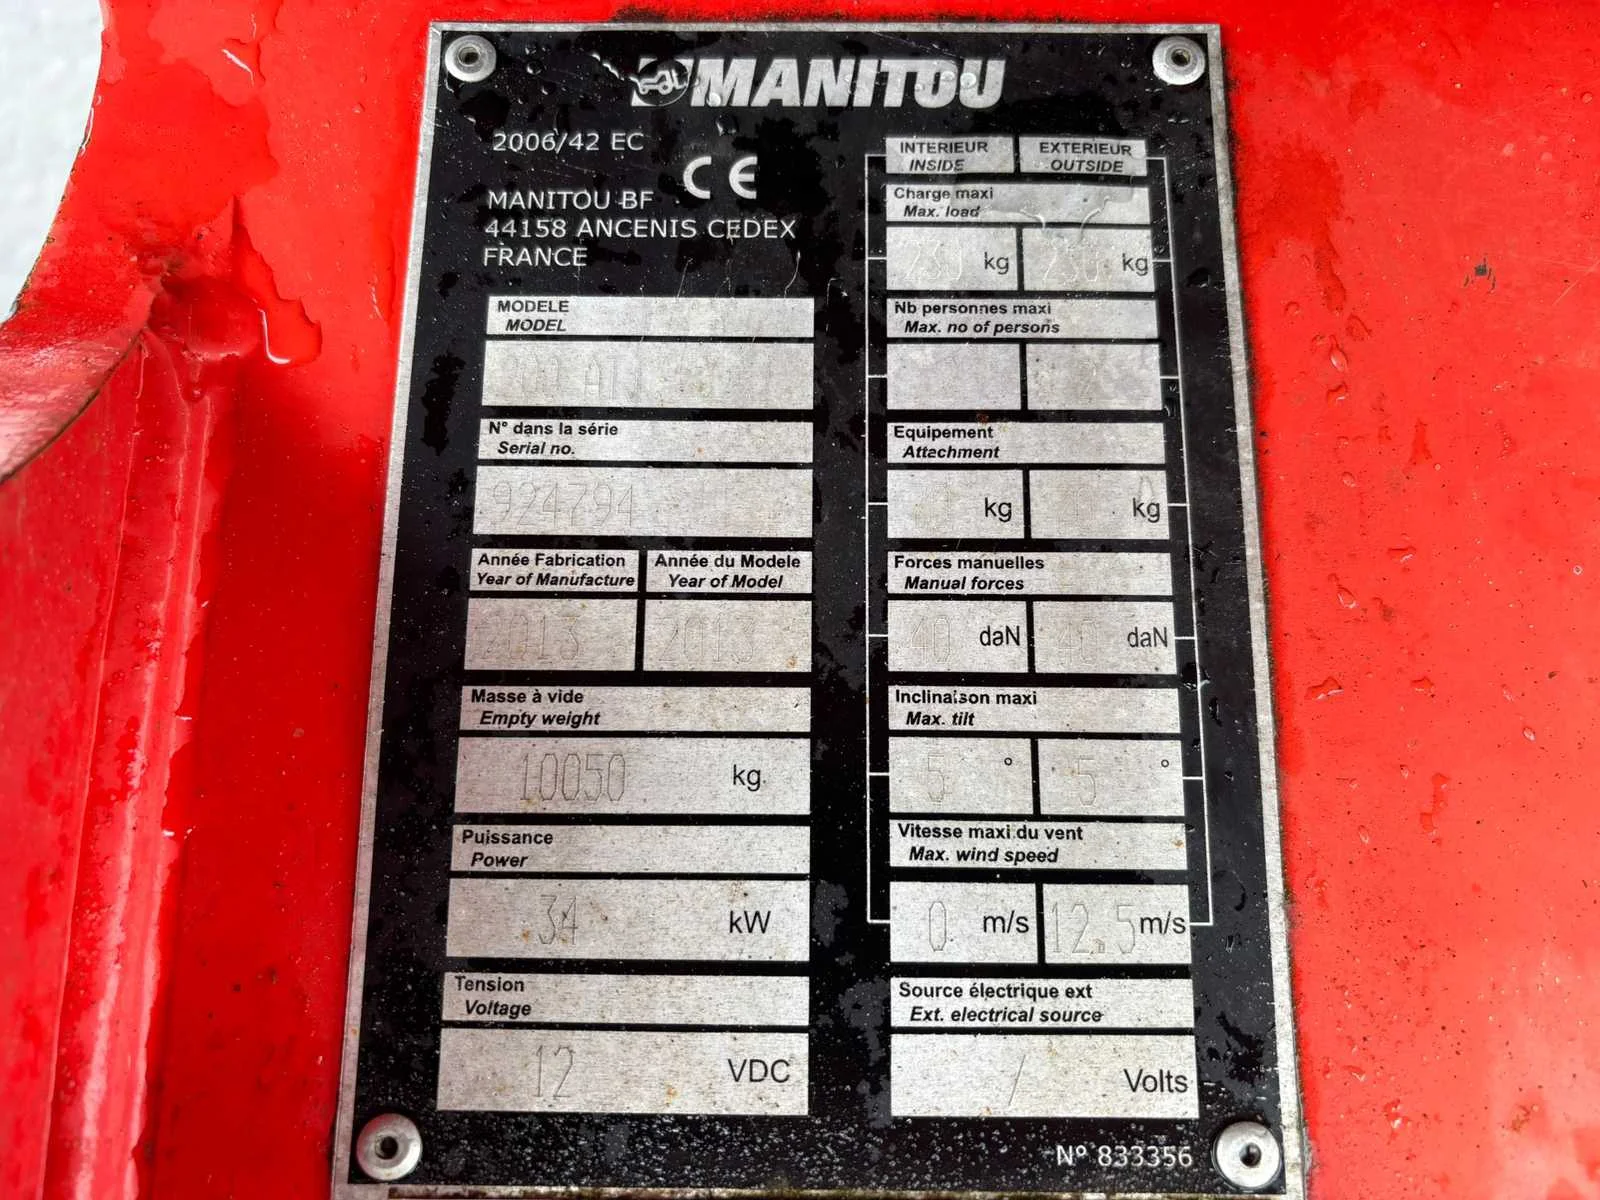 MANITOU
2006/42 EC
CE
MANITOU BF
44158 ANCENIS CEDEX
FRANCE
MODELE
MODEL
ATJ
N° dans la série
Serial no.
924794
Année Fabrication
Year of Manufacture
Année du Modele
Year of Model
2013
2013
Masse à vide
Empty weight
10050 kg
Puissance
Power
34 kW
Tension
Voltage
12 VDC
INTERIEUR
INSIDE
EXTERIEUR
OUTSIDE
Charge maxi
Max. load
230 kg
230 kg
Nb personnes maxi
Max. no of persons
Equipement
Attachment
kg
kg
Forces manuelles
Manual forces
40 daN
40 daN
Inclinaison maxi
Max. tilt
5 °
5 °
Vitesse maxi du vent
Max. wind speed
0 m/s
12.5 m/s
Source électrique ext
Ext. electrical source
/ Volts
N° 833356